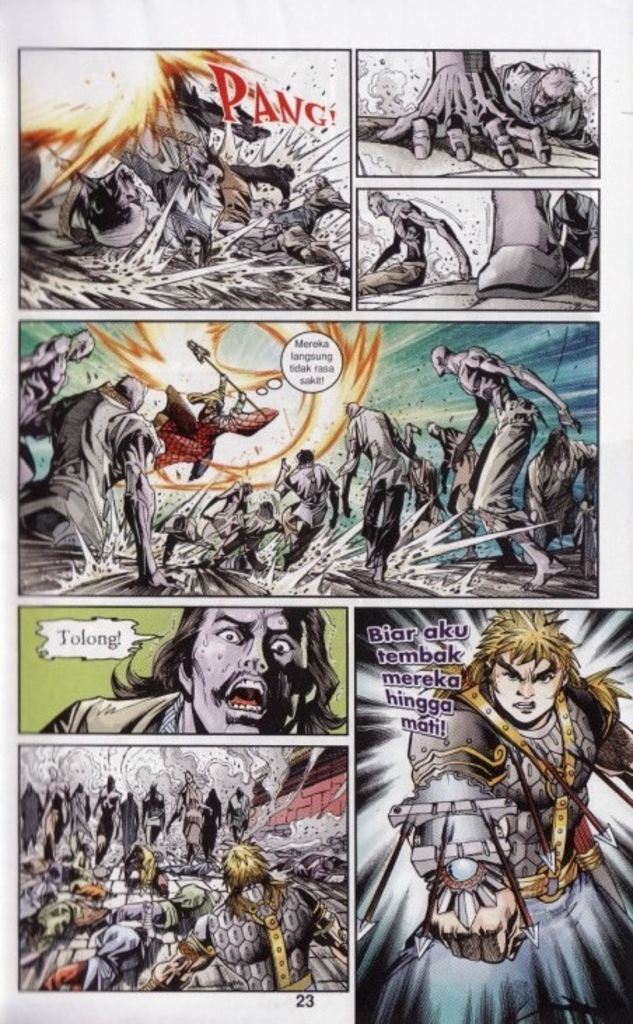 PANG!
Mereka
langsung
tidak rasa
sakit!
Tolong!
Biar aku
tembak
mereka
hingga
mati!
23